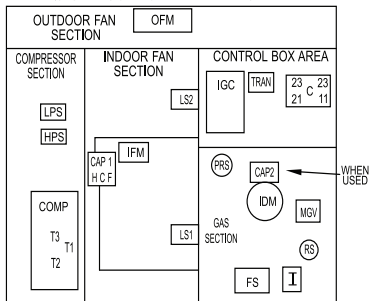 OUTDOOR FAN
SECTION
OFM
COMPRESSOR
SECTION
INDOOR FAN
SECTION
CONTROL BOX AREA
LPS
HPS
COMP
T3
T1
T2
CAP 1
H C F
IFM
LS2
LS1
IGC
TRAN
23 C 23
21 11
PRS
CAP2
WHEN
USED
IDM
MGV
GAS
SECTION
RS
FS
I